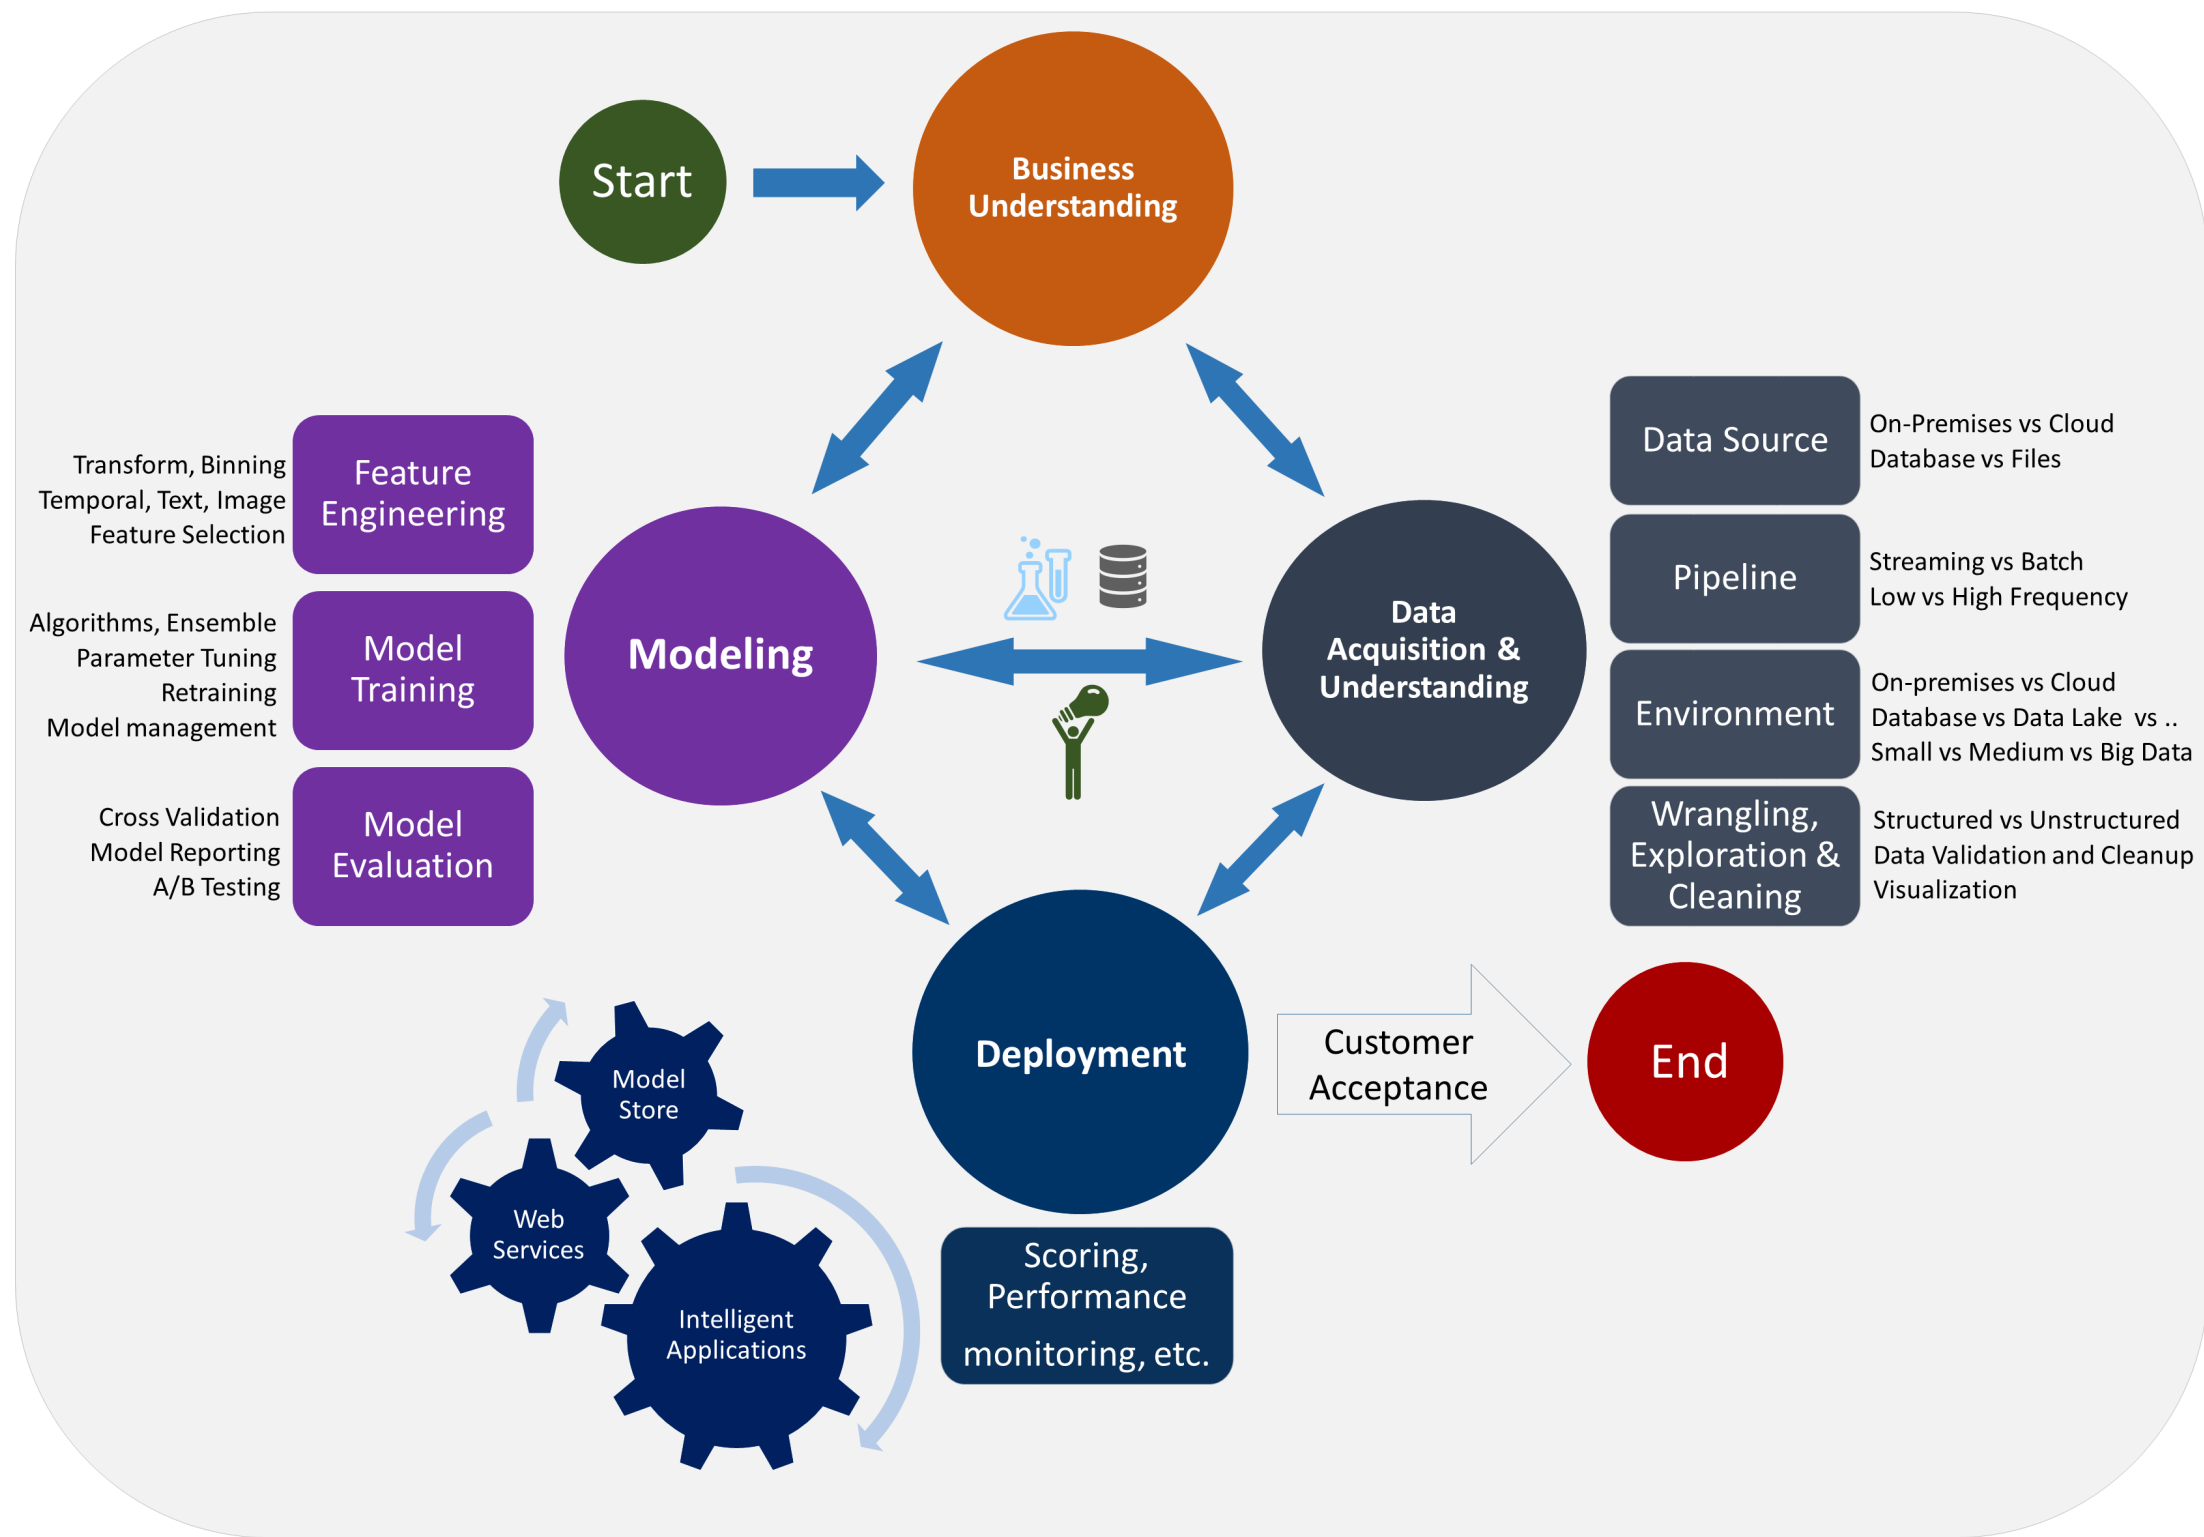 Start
Business
Understanding
Transform, Binning
Temporal, Text, Image
Feature Selection
Feature
Engineering
Algorithms, Ensemble
Parameter Tuning
Retraining
Model management
Model
Training
Cross Validation
Model Reporting
A/B Testing
Model
Evaluation
Modeling
Data
Acquisition &
Understanding
Data Source
On-Premises vs Cloud
Database vs Files
Pipeline
Streaming vs Batch
Low vs High Frequency
Environment
On-premises vs Cloud
Database vs Data Lake  vs ..
Small vs Medium vs Big Data
Wrangling,
Exploration &
Cleaning
Structured vs Unstructured
Data Validation and Cleanup
Visualization
Deployment
Customer
Acceptance
End
Model
Store
Web
Services
Intelligent
Applications
Scoring,
Performance
monitoring, etc.